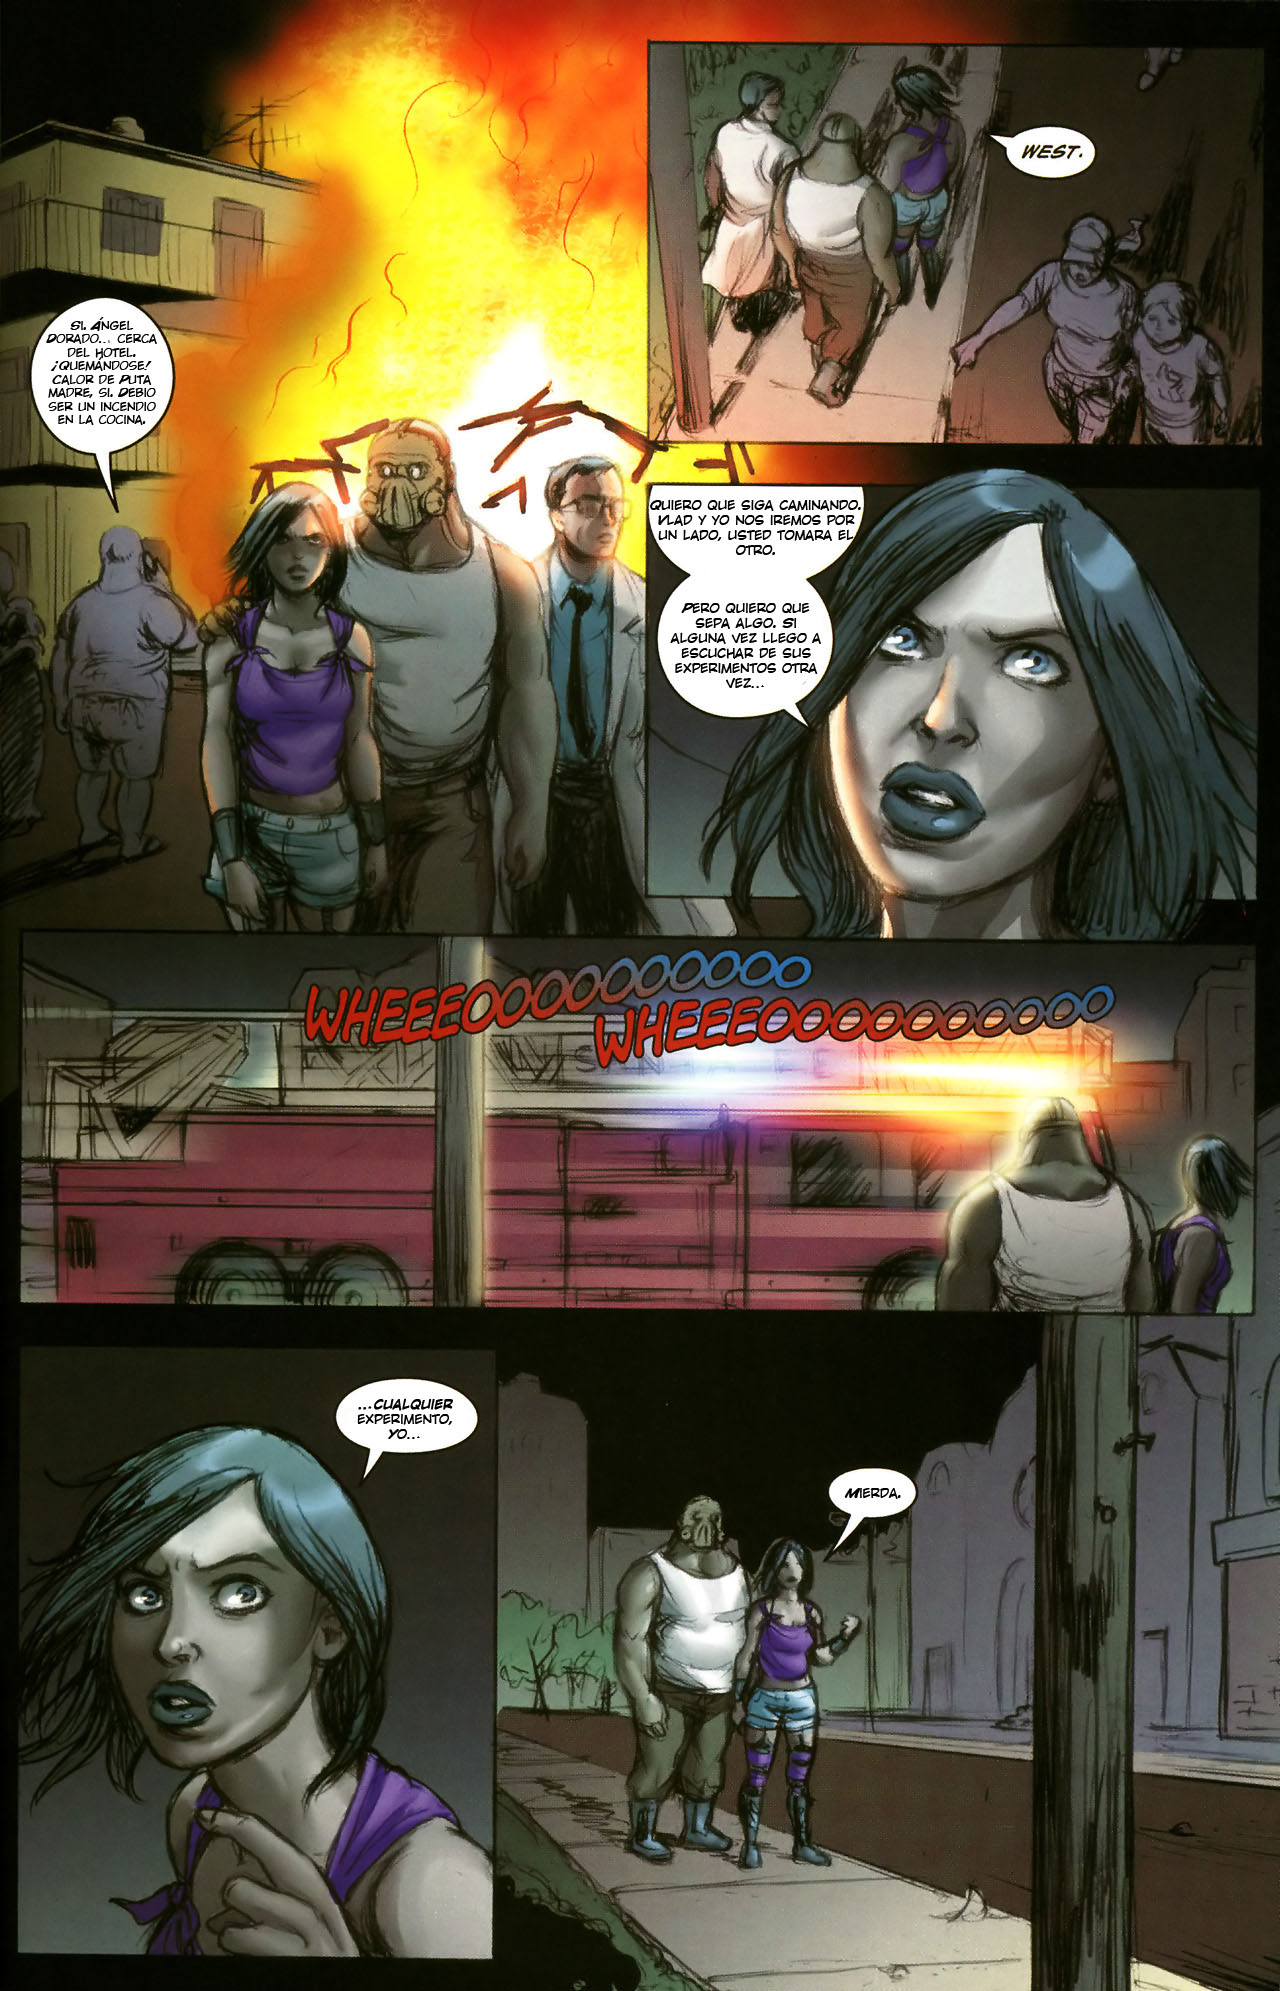 SI. ÁNGEL
DORADO... CERCA
DEL HOTEL.
¡QUEMÁNDOSE!
CALOR DE PUTA
MADRE, SI. DEBIO
SER UN INCENDIO
EN LA COCINA.
WEST.
QUIERO QUE SIGA CAMINANDO.
VLAD Y YO NOS IREMOS POR
UN LADO, USTED TOMARA EL
OTRO.
PERO QUIERO QUE
SEPA ALGO. SI
ALGUNA VEZ LLEGO A
ESCUCHAR DE SUS
EXPERIMENTOS OTRA
VEZ...
WHEEEOOOOOOOOOOO
WHEEEOOOOOOOOOOOO
...CUALQUIER
EXPERIMENTO,
YO...
MIERDA.